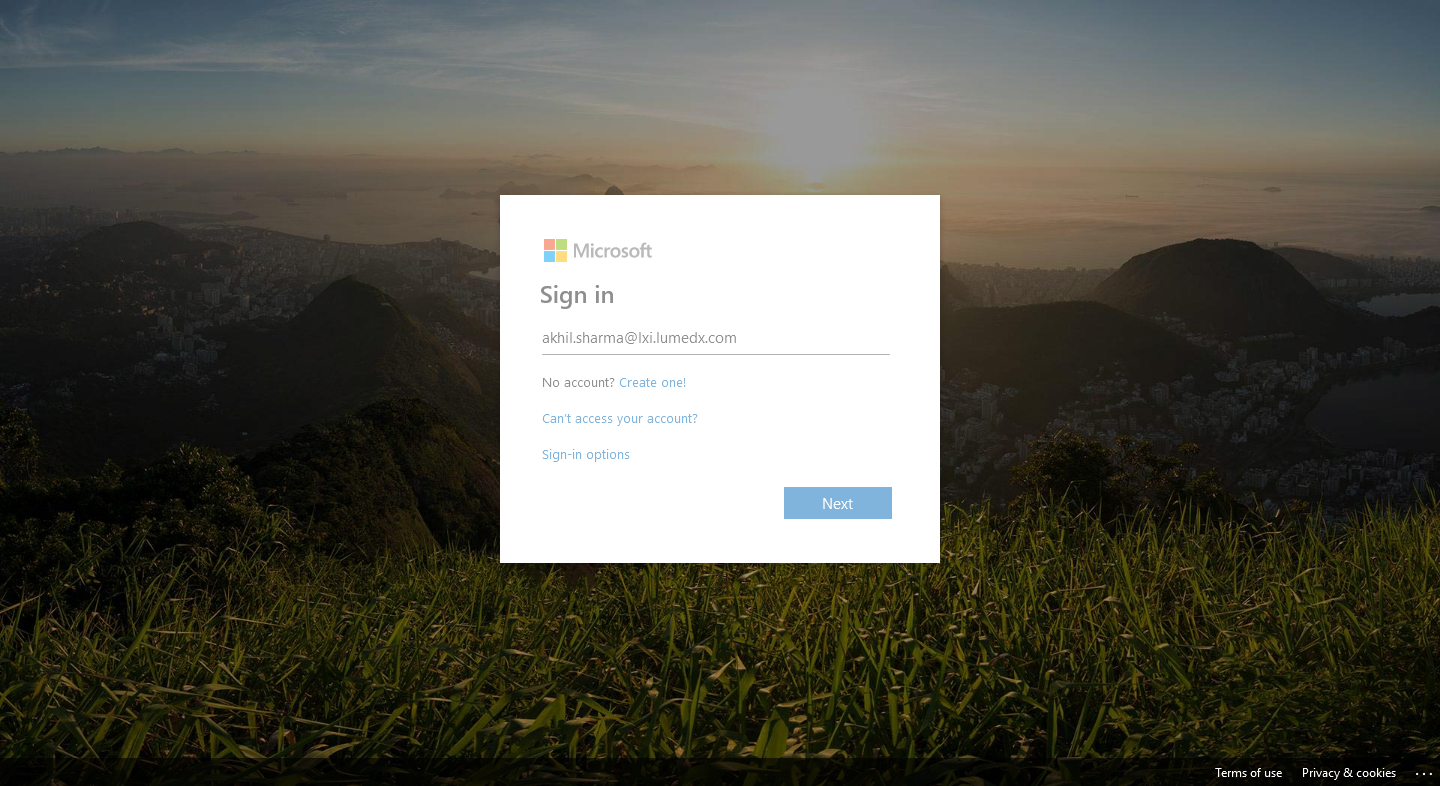 Microsoft
Sign in
akhil.sharma@lxi.lumedx.com
No account? Create one!
Can't access your account?
Sign-in options
Next
Terms of use Privacy & cookies ...